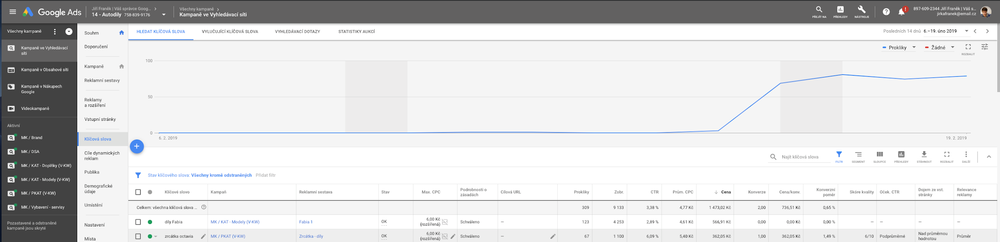 Google Ads
Jiří Franěk | Váš správce Goog...
14 - Autodily 758-839-9176
Všechny kampaně
Kampaně ve Vyhledávací síti
PŘEJÍT NA
PŘEHLEDY
NÁSTROJE
!
897-609-2344 Jiří Franěk | Váš s...
jirkafranek@email.cz
Všechny kampaně
Kampaně ve Vyhledávací
síti
Kampaně v Obsahové síti
Kampaně v Nákupech
Google
Videokampaně
Aktivní
MK / Brand
MK / DSA
MK / KAT - Doplňky (V-KW)
MK / KAT - Modely (V-KW)
MK / PKAT (V-KW)
MK / Vybavení - servisy
Pozastavené a odstraněné
kampaně jsou skryté
Souhrn
Doporučení
Kampaně
Reklamní sestavy
Reklamy
a rozšíření
Vstupní stránky
Klíčová slova
Cíle dynamických
reklam
Publika
Demografické
údaje
Umístění
Nastavení
Místa
HLEDAT KLÍČOVÁ SLOVA
VYLUČUJÍCÍ KLÍČOVÁ SLOVA
VYHLEDÁVACÍ DOTAZY
STATISTIKY AUKCÍ
Posledních 14 dnů 6.–19. úno 2019
Prokliky
Žádné
ROZBALIT
100
50
0
6. 2. 2019
19. 2. 2019
Najít klíčová slova
FILTR
SEGMENT
SLOUPCE
PŘEHLEDY
STÁHNOUT
ROZBALIT
DALŠÍ
Stav klíčového slova: Všechny kromě odstraněných Přidat filtr
Klíčové slovo
Kampaň
Reklamní sestava
Stav
Max. CPC
Podrobnosti o
zásadách
Cílová URL
Prokliky
Zobr.
CTR
Prům. CPC
Cena
Konverze
Cena/konv.
Konverzní
poměr
Skóre kvality
Oček. CTR
Dojem ze vst.
stránky
Relevance
reklamy
Celkem: všechna klíčová slova ...
309
9 133
3,38 %
4,77 Kč
1 473,02 Kč
2,00
736,51 Kč
0,65 %
díly Fabia
MK / KAT - Modely (V-KW)
Fabia 1
OK
6,00 Kč
(rozšířená)
Schváleno
—
123
4 253
2,89 %
4,61 Kč
566,91 Kč
0,00
0,00 Kč
0,00 %
—
—
—
—
zrcátka octavia
MK / PKAT (V-KW)
Zrcátka - díly
OK
6,00 Kč
(rozšířená)
Schváleno
—
67
1 100
6,09 %
5,40 Kč
362,05 Kč
1,00
362,05 Kč
1,49 %
6/10
Podprůměrné
Nad průměrnou
hodnotou
Průměr